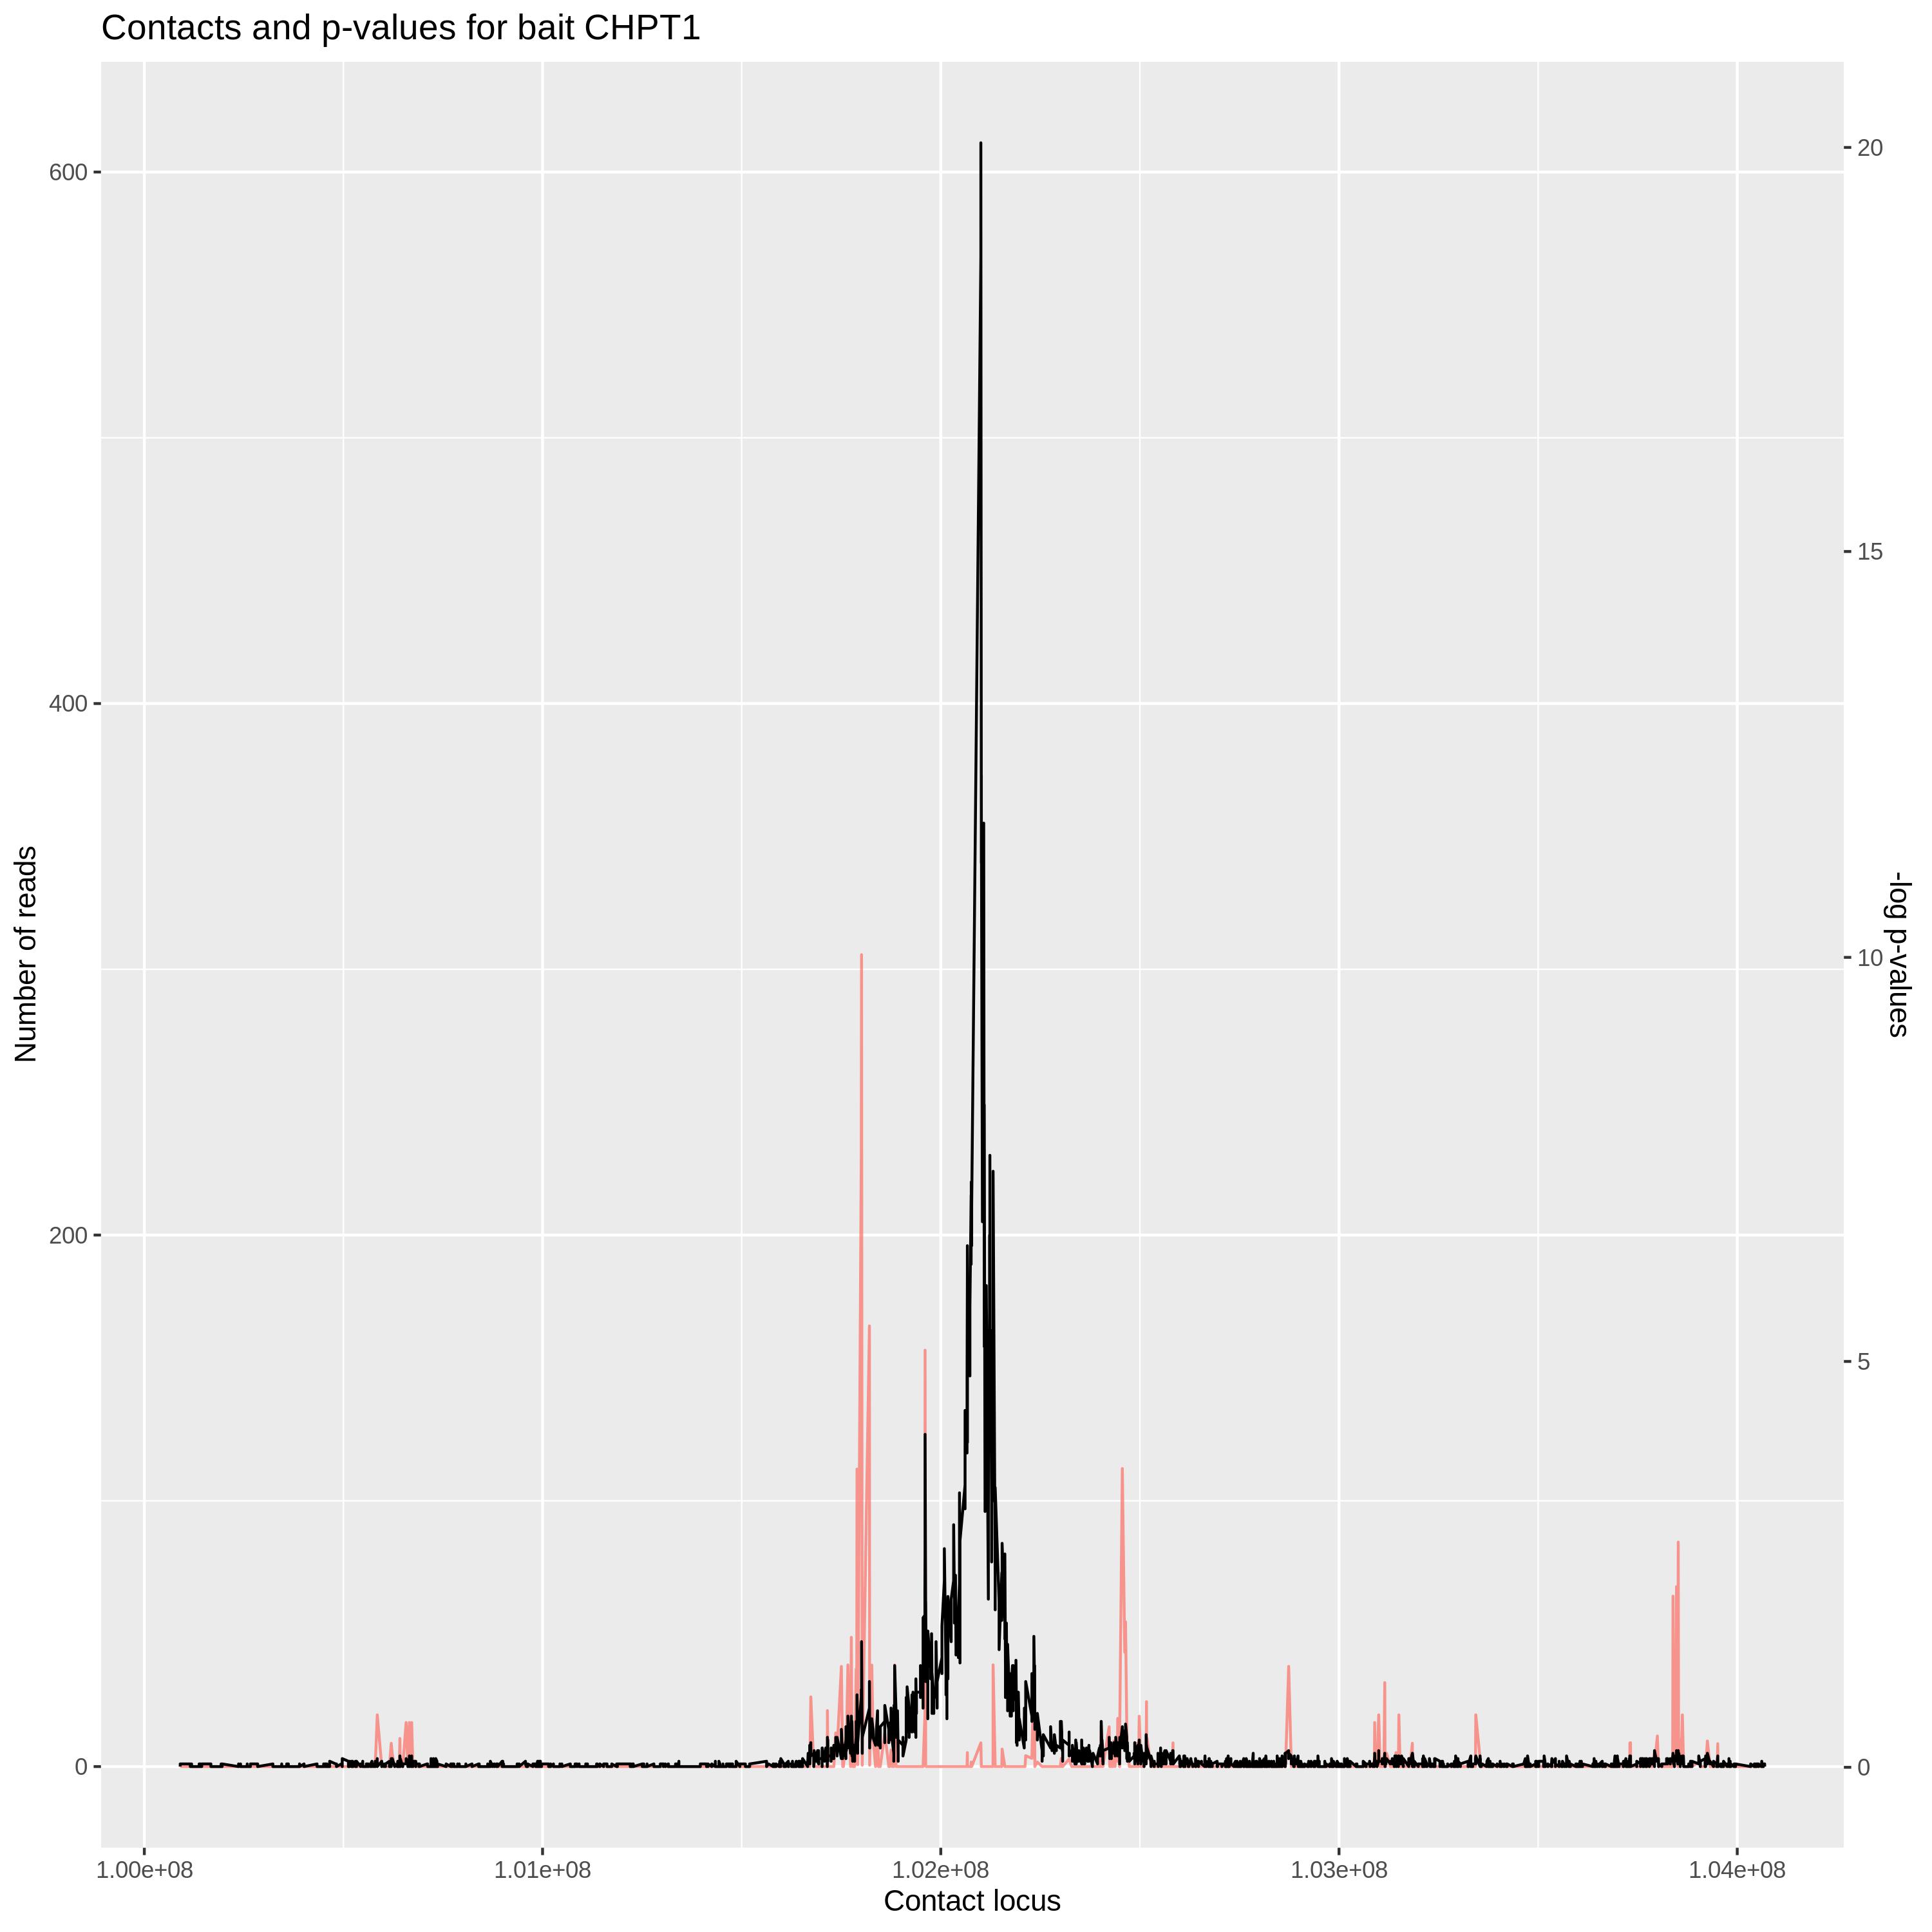 Contacts and p-values for bait CHPT1
600
400
200
0
Number of reads
20
15
10
5
0
-log p-values
1.00e+08 1.01e+08 1.02e+08 1.03e+08 1.04e+08
Contact locus